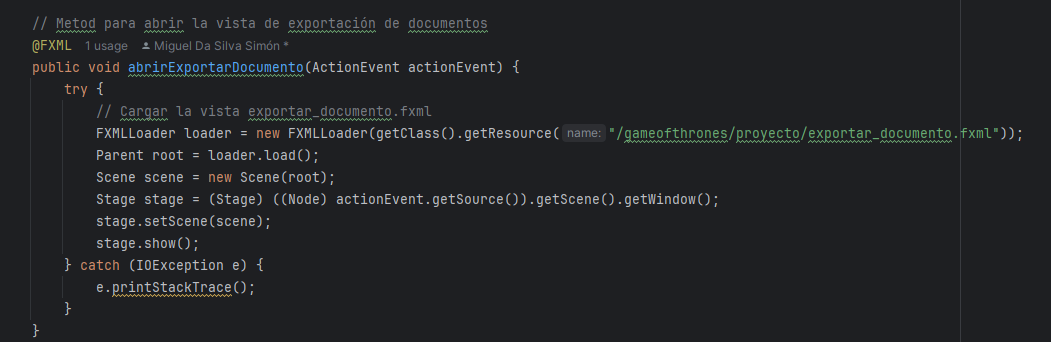 // Metod para abrir la vista de exportación de documentos
@FXML 1 usage Miguel Da Silva Simón *
public void abrirExportarDocumento(ActionEvent actionEvent) {
try {
// Cargar la vista exportar_documento.fxml
FXMLLoader loader = new FXMLLoader(getClass().getResource( name: "/gameofthrones/proyecto/exportar_documento.fxml"));
Parent root = loader.load();
Scene scene = new Scene(root);
Stage stage = (Stage) ((Node) actionEvent.getSource()).getScene().getWindow();
stage.setScene(scene);
stage.show();
} catch (IOException e) {
e.printStackTrace();
}
}